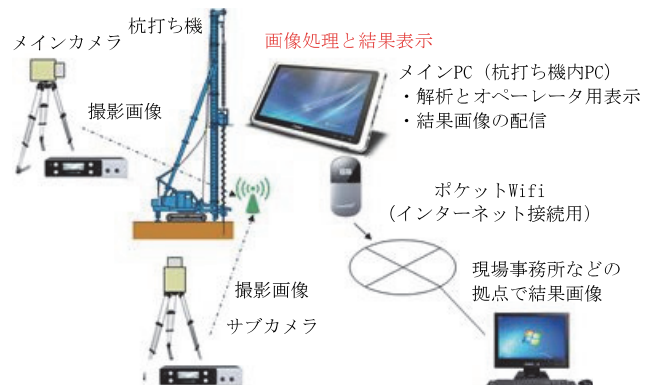 杭打ち機
メインカメラ
画像処理と結果表示
メインPC（杭打ち機内PC）
・解析とオペレータ用表示
・結果画像の配信
撮影画像
ポケットWifi
（インターネット接続用）
現場事務所などの
拠点で結果画像
撮影画像
サブカメラ